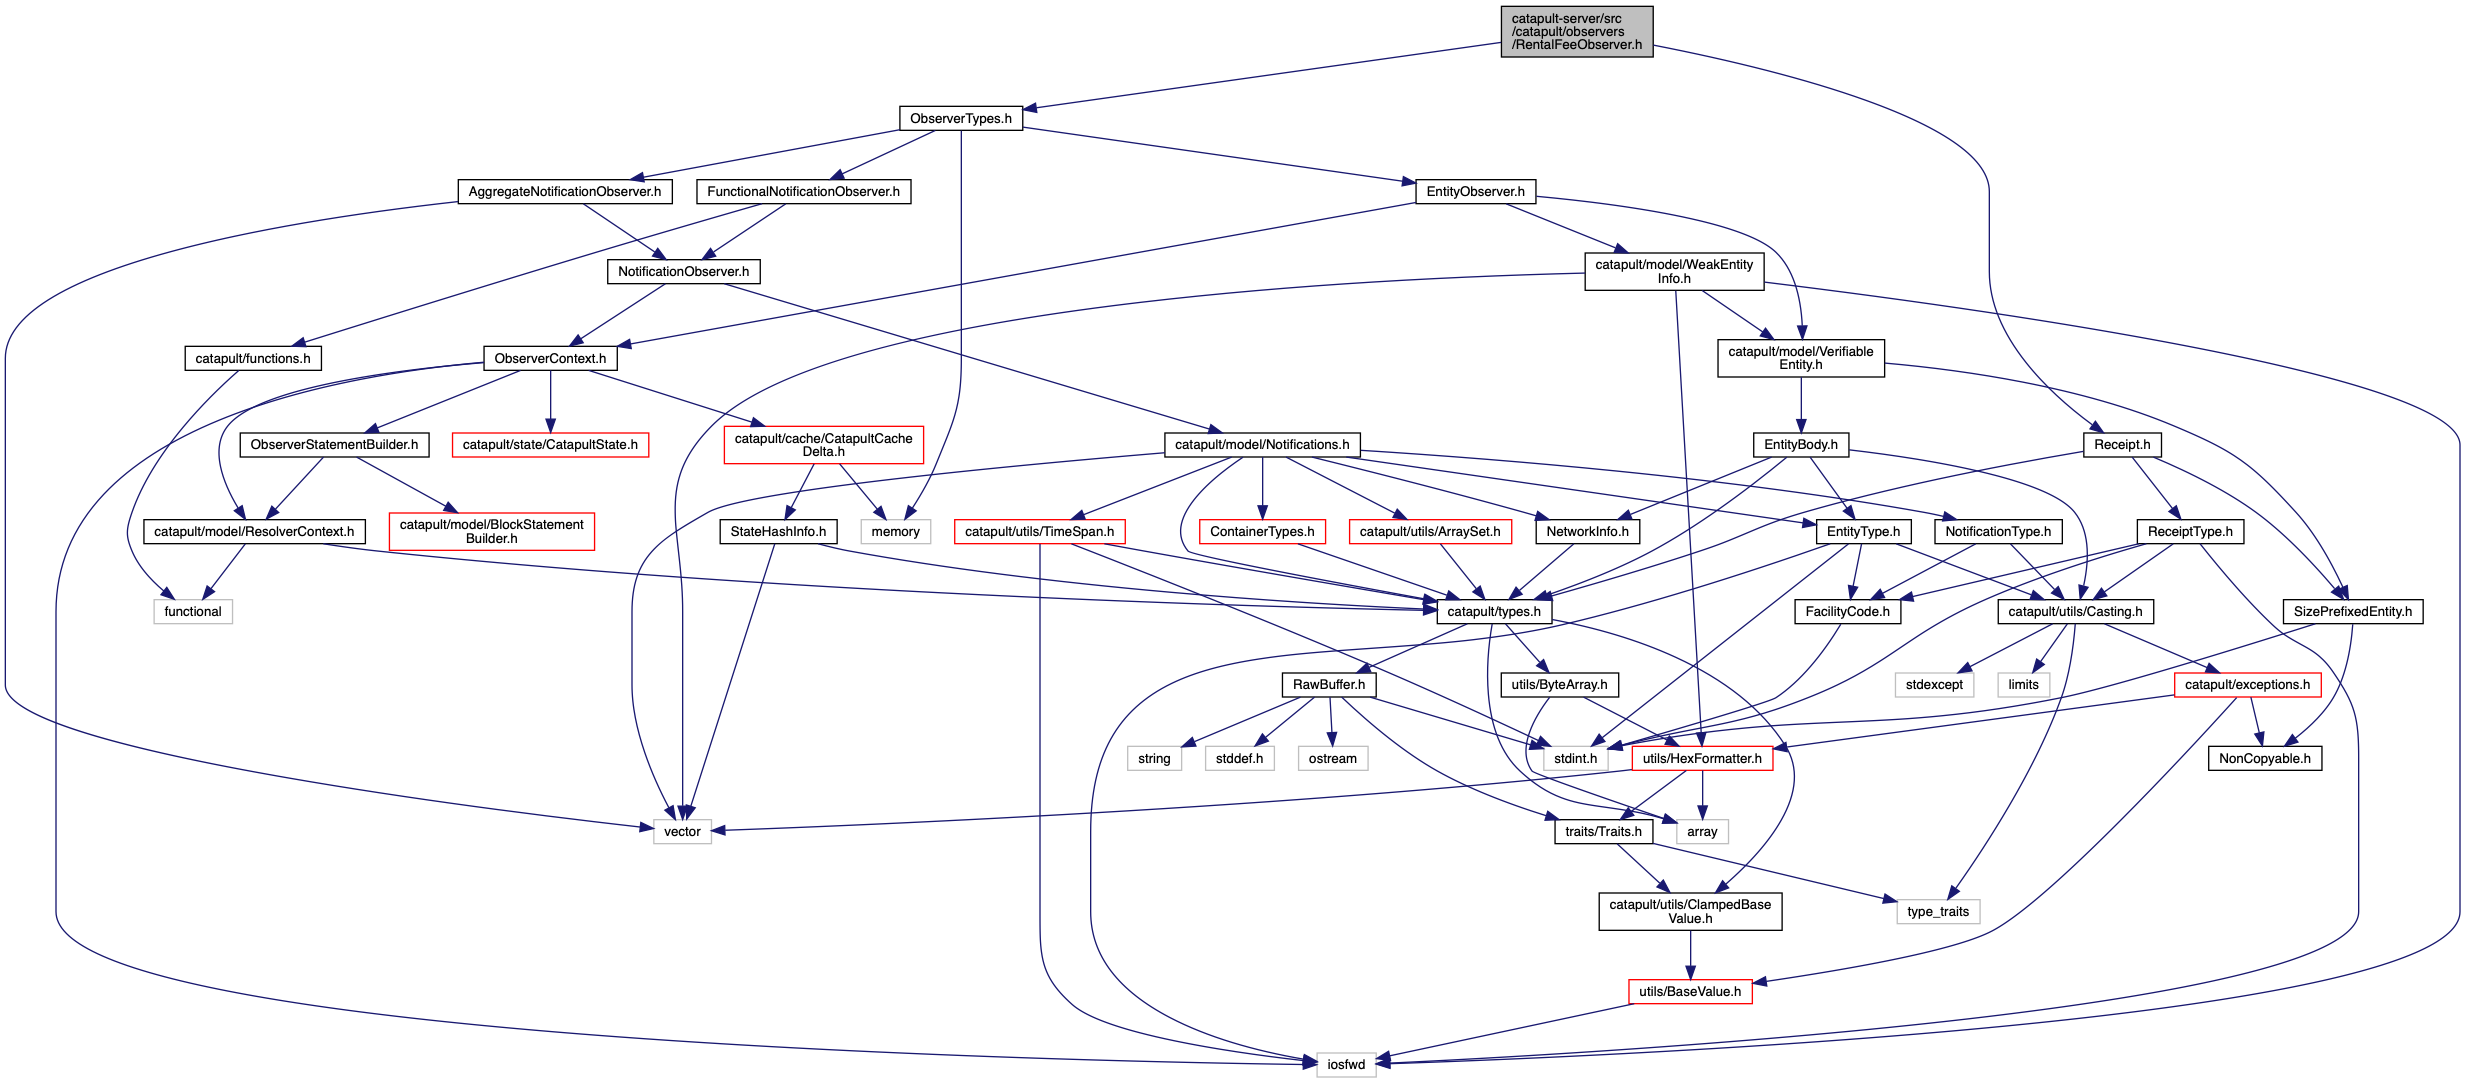 catapult-server/src
/catapult/observers
/RentalFeeObserver.h
ObserverTypes.h
AggregateNotificationObserver.h
FunctionalNotificationObserver.h
EntityObserver.h
NotificationObserver.h
catapult/model/WeakEntity
Info.h
catapult/functions.h
ObserverContext.h
catapult/model/Verifiable
Entity.h
ObserverStatementBuilder.h
catapult/state/CatapultState.h
catapult/cache/CatapultCache
Delta.h
catapult/model/Notifications.h
EntityBody.h
Receipt.h
catapult/model/ResolverContext.h
catapult/model/BlockStatement
Builder.h
StateHashInfo.h
memory
catapult/utils/TimeSpan.h
ContainerTypes.h
catapult/utils/ArraySet.h
NetworkInfo.h
EntityType.h
NotificationType.h
ReceiptType.h
functional
catapult/types.h
FacilityCode.h
catapult/utils/Casting.h
SizePrefixedEntity.h
RawBuffer.h
utils/ByteArray.h
stdexcept
limits
catapult/exceptions.h
string
stddef.h
ostream
stdint.h
utils/HexFormatter.h
NonCopyable.h
vector
traits/Traits.h
array
catapult/utils/ClampedBase
Value.h
type_traits
utils/BaseValue.h
iosfwd